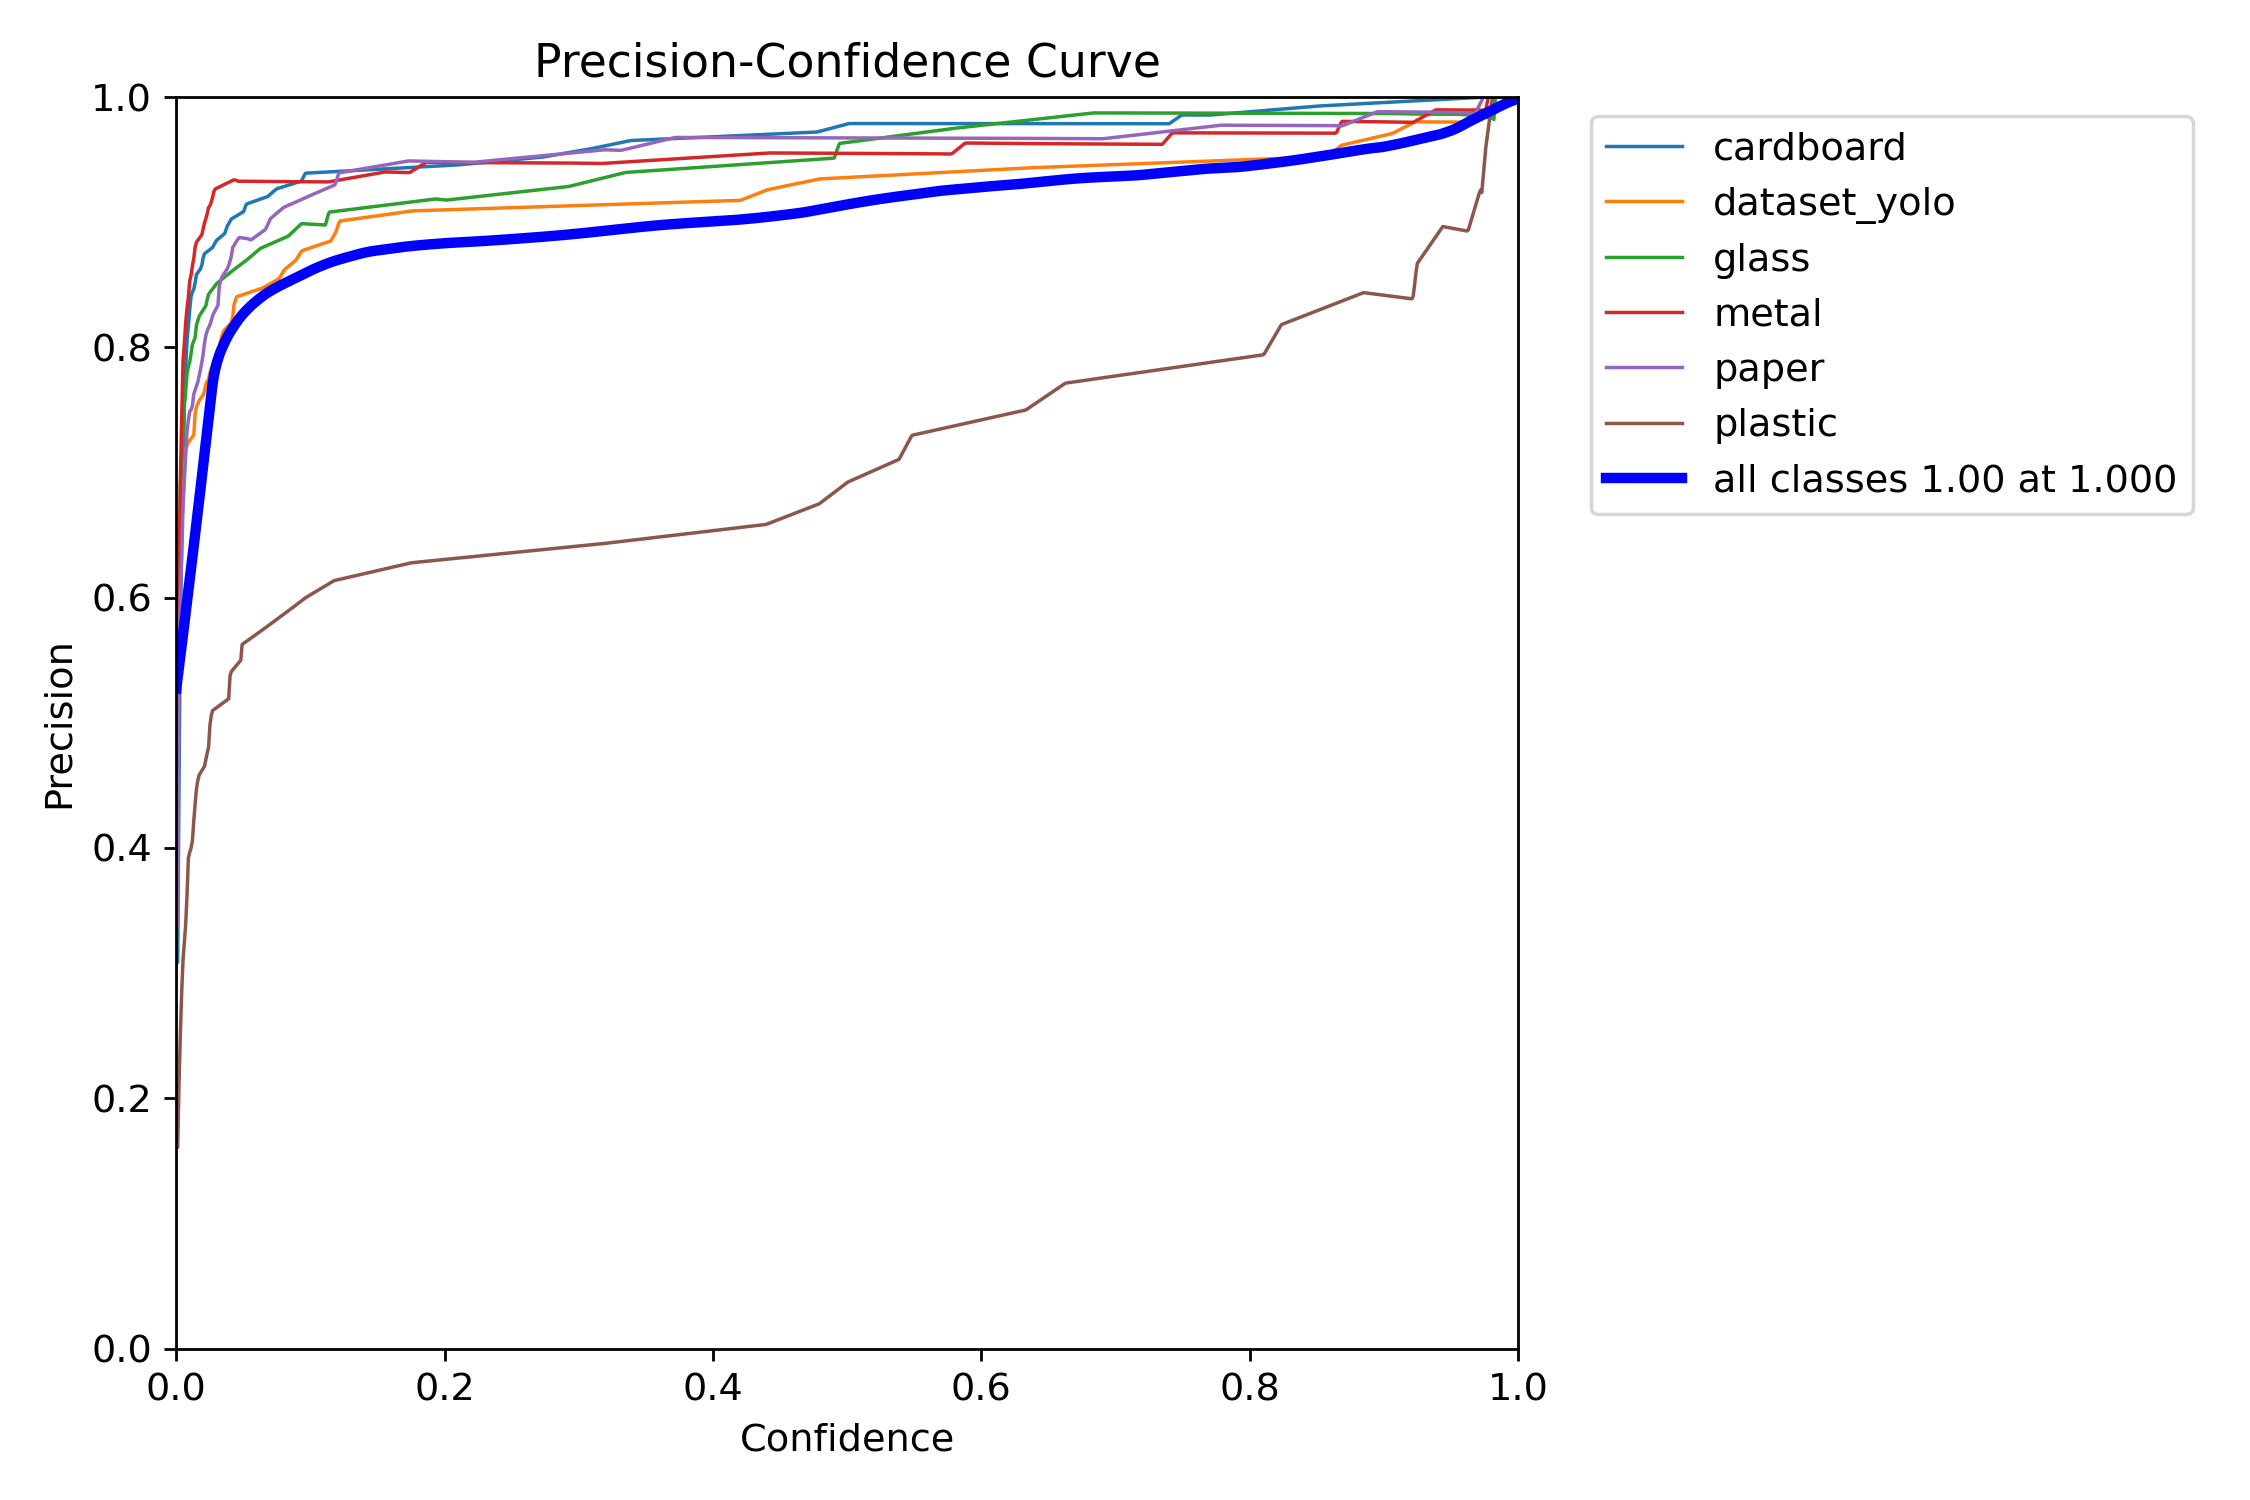 Precision-Confidence Curve
1.0
0.8
0.6
0.4
0.2
0.0
Precision
0.0 0.2 0.4 0.6 0.8 1.0
Confidence
cardboard
dataset_yolo
glass
metal
paper
plastic
all classes 1.00 at 1.000